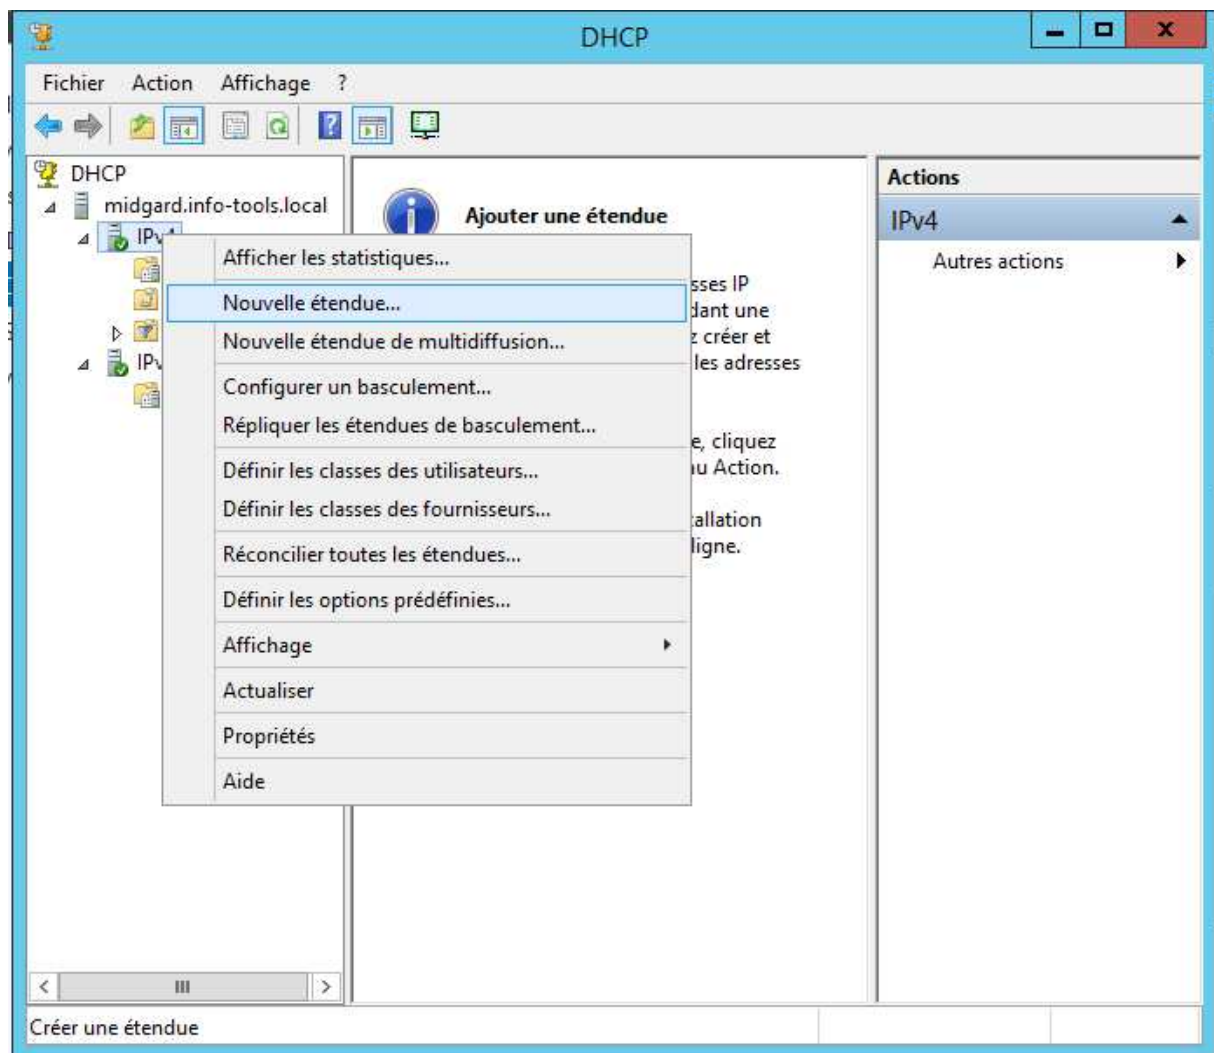 DHCP
Fichier Action Affichage ?
DHCP
midgard.info-tools.local
IPv4
Ajouter une étendue
Actions
IPv4
Autres actions
Afficher les statistiques...
Nouvelle étendue...
Nouvelle étendue de multidiffusion...
Configurer un basculement...
Répliquer les étendues de basculement...
Définir les classes des utilisateurs...
Définir les classes des fournisseurs...
Réconcilier toutes les étendues...
Définir les options prédéfinies...
Affichage
Actualiser
Propriétés
Aide
IP
une
créer et
les adresses
cliquez
Action.
ligne.
Créer une étendue